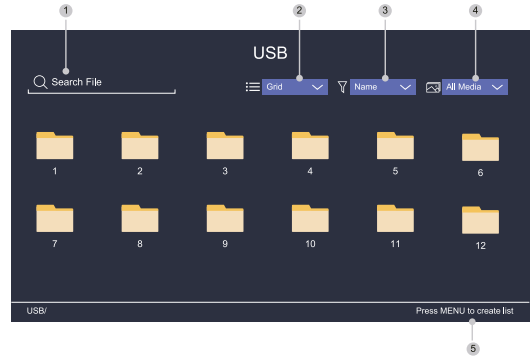 1 2 3 4
USB
Search File Grid Name All Media
1 2 3 4 5 6
7 8 9 10 11 12
USB/ Press MENU to create list
5